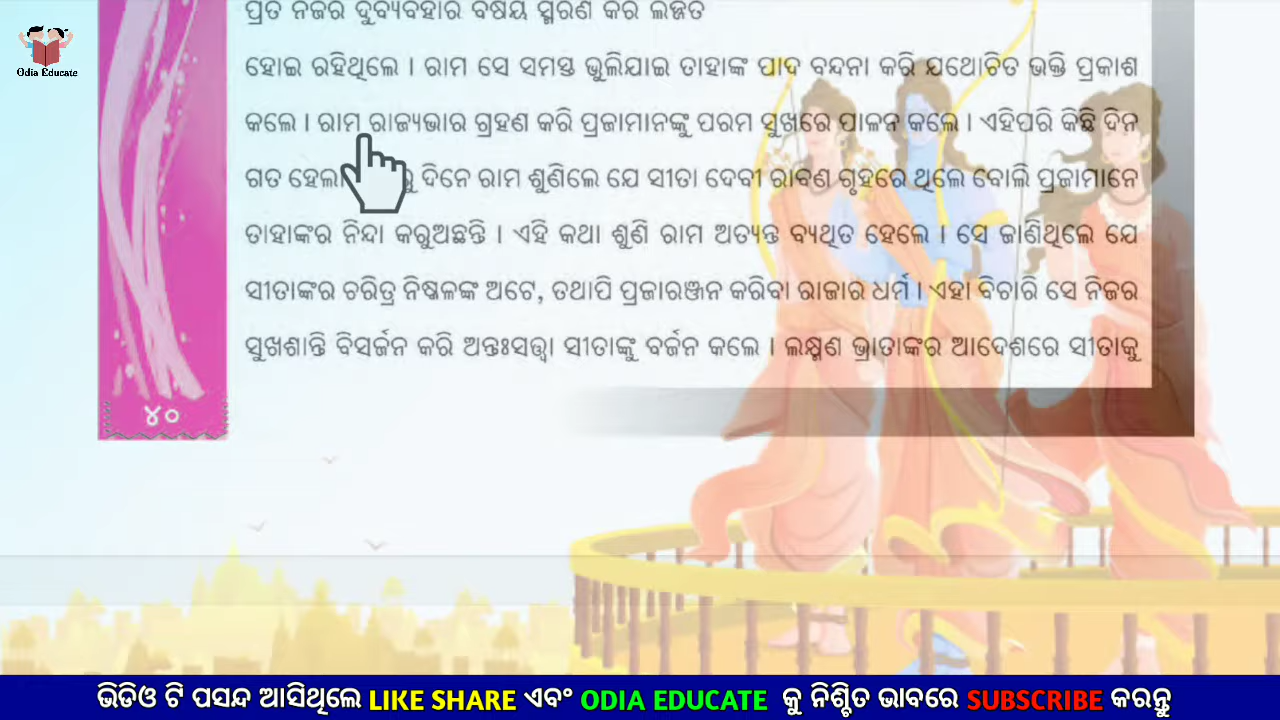 Odia Educate
ପ୍ରତି ନିଜର ଦୁର୍ବ୍ୟବହାର ବିଷୟ ସ୍ମରଣ କରି ଲଜ୍ଜିତ
ହୋଇ ରହିଥିଲେ । ରାମ ସେ ସମସ୍ତ ଭୁଲିଯାଇ ତାହାଙ୍କ ପାଦ ବନ୍ଦନା କରି ଯଥୋଚିତ ଭକ୍ତି ପ୍ରକାଶ
କଲେ । ରାମ ରାଜ୍ୟଭାର ଗ୍ରହଣ କରି ପ୍ରଜାମାନଙ୍କୁ ପରମ ସୁଖରେ ପାଳନ କଲେ । ଏହିପରି କିଛି ଦିନ
ଗତ ହେଲା ଦିନେ ରାମ ଶୁଣିଲେ ଯେ ସୀତା ଦେବୀ ରାବଣ ଗୃହରେ ଥିଲେ ବୋଲି ପ୍ରଜାମାନେ
ତାହାଙ୍କର ନିନ୍ଦା କରୁଅଛନ୍ତି । ଏହି କଥା ଶୁଣି ରାମ ଅତ୍ୟନ୍ତ ବ୍ୟଥିତ ହେଲେ । ସେ ଜାଣିଥିଲେ ଯେ
ସୀତାଙ୍କର ଚରିତ୍ର ନିଷ୍କଳଙ୍କ ଅଟେ, ତଥାପି ପ୍ରଜାରଞ୍ଜନ କରିବା ରାଜାର ଧର୍ମ । ଏହା ବିଚାରି ସେ ନିଜର
ସୁଖଶାନ୍ତି ବିସର୍ଜନ କରି ଅନ୍ତଃସତ୍ତ୍ୱା ସୀତାଙ୍କୁ ବର୍ଜନ କଲେ । ଲକ୍ଷ୍ମଣ ଭ୍ରାତାଙ୍କର ଆଦେଶରେ ସୀତାଙ୍କୁ
୪୦
ଭିଡିଓ ଟି ପସନ୍ଦ ଆସିଥିଲେ LIKE SHARE ଏବଂ ODIA EDUCATE କୁ ନିଶ୍ଚିତ ଭାବରେ SUBSCRIBE କରନ୍ତୁ